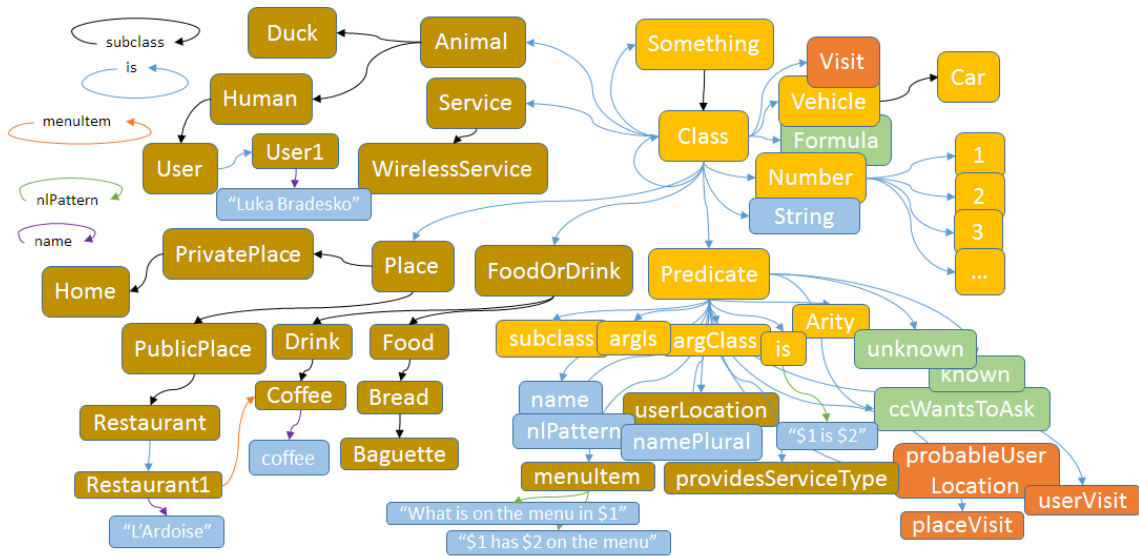 subclass
is
menuItem
nlPattern
name
Duck
Animal
Something
Visit
Car
Human
Service
Class
Vehicle
Formula
User
User1
WirelessService
Number
1
2
3
...
"Luka Bradesko"
String
PrivatePlace
Place
FoodOrDrink
Predicate
Home
PublicPlace
Drink
Food
subclass
argIs
argClass
is
Arity
unknown
known
Coffee
Bread
name
userLocation
ccWantsToAsk
Restaurant
nlPattern
namePlural
"$1 is $2"
coffee
Baguette
Restaurant1
menuItem
providesServiceType
probableUser
Location
userVisit
"L'Ardoise"
"What is on the menu in $1"
placeVisit
"$1 has $2 on the menu"